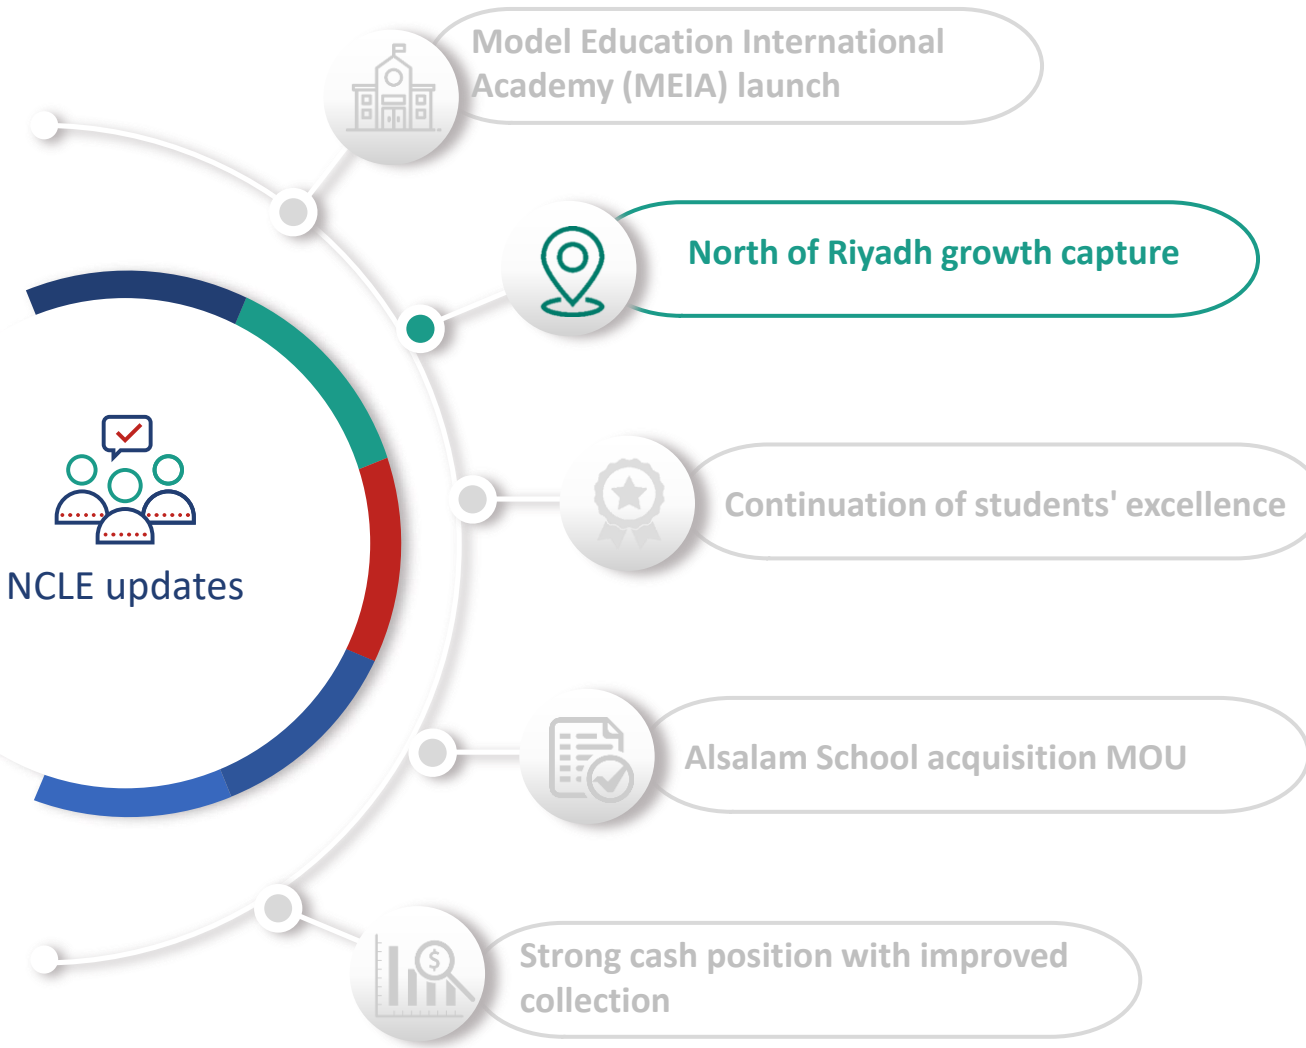 Model Education International
Academy (MEIA) launch
North of Riyadh growth capture
Continuation of students' excellence
NCLE updates
Alsalam School acquisition MOU
$
Strong cash position with improved
collection